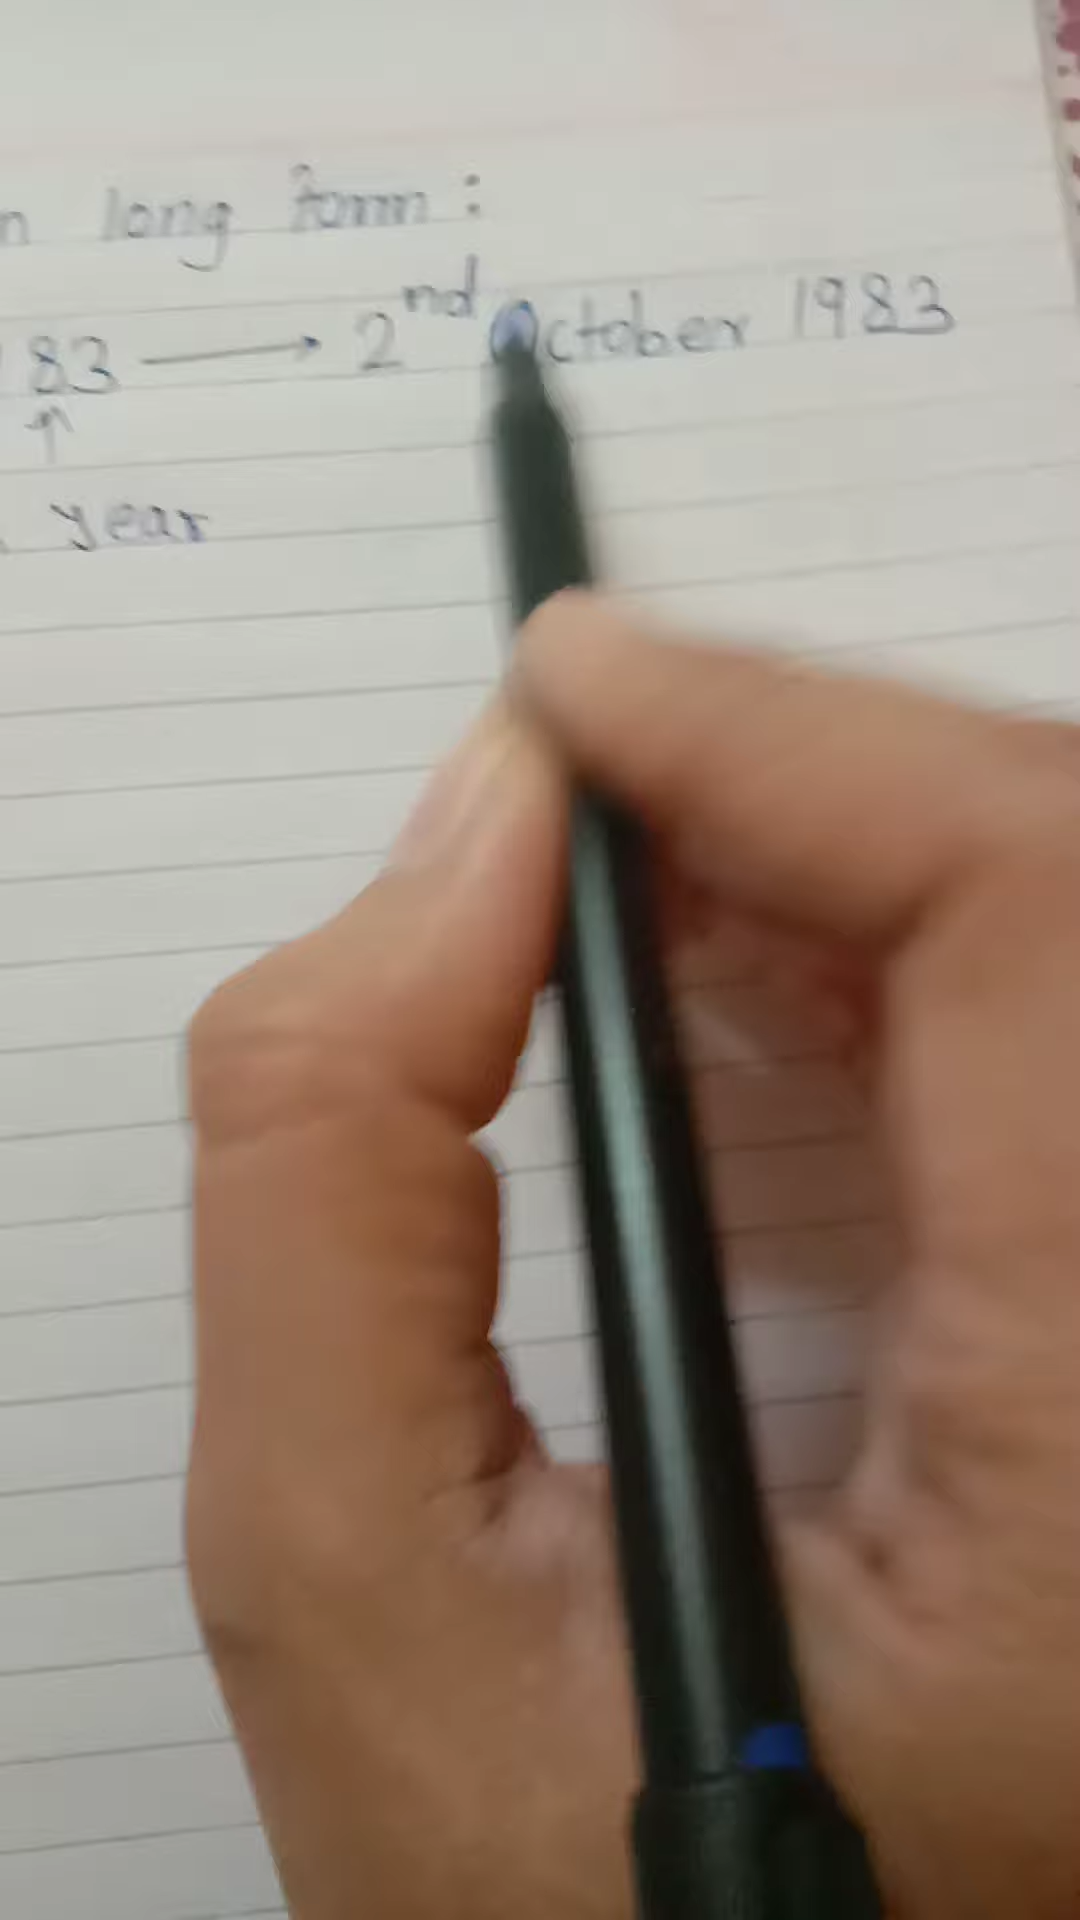 n long form:
83 → 2nd October 1983
↑
year